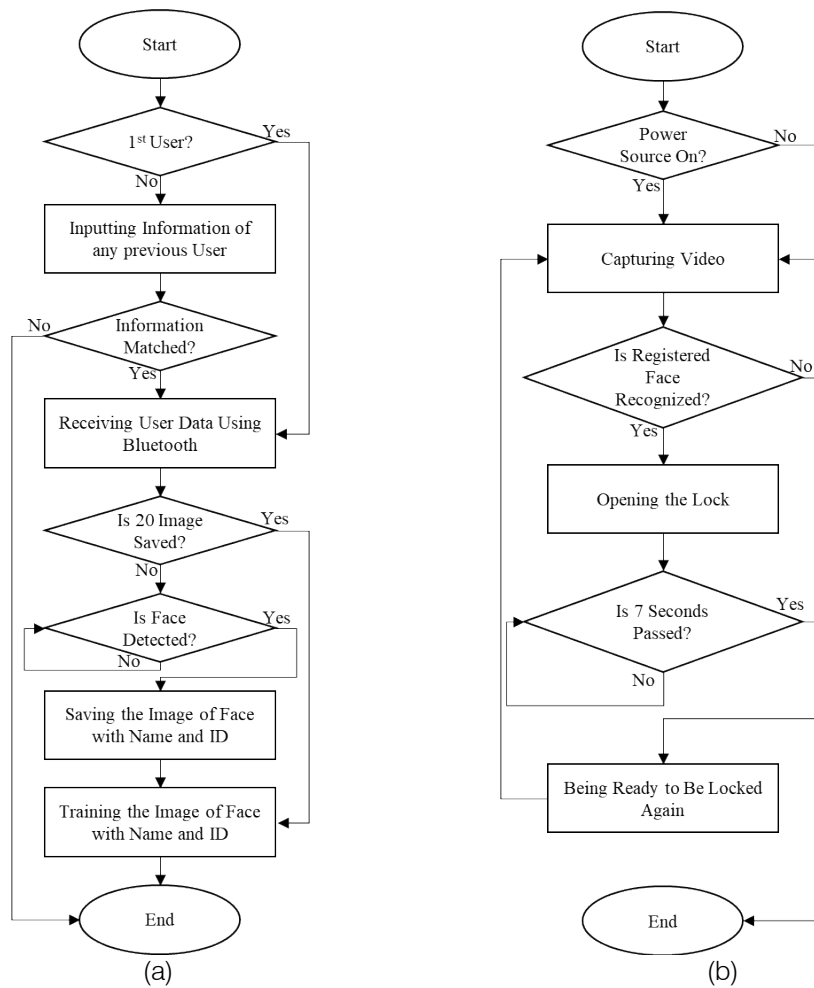 Start
1st User?
Yes
No
Inputting Information of
any previous User
No
Information
Matched?
Yes
Receiving User Data Using
Bluetooth
Is 20 Image
Saved?
Yes
No
Is Face
Detected?
Yes
No
Saving the Image of Face
with Name and ID
Training the Image of Face
with Name and ID
End
(a)
Start
Power
Source On?
No
Yes
Capturing Video
Is Registered
Face
Recognized?
No
Yes
Opening the Lock
Is 7 Seconds
Passed?
Yes
No
Being Ready to Be Locked
Again
End
(b)